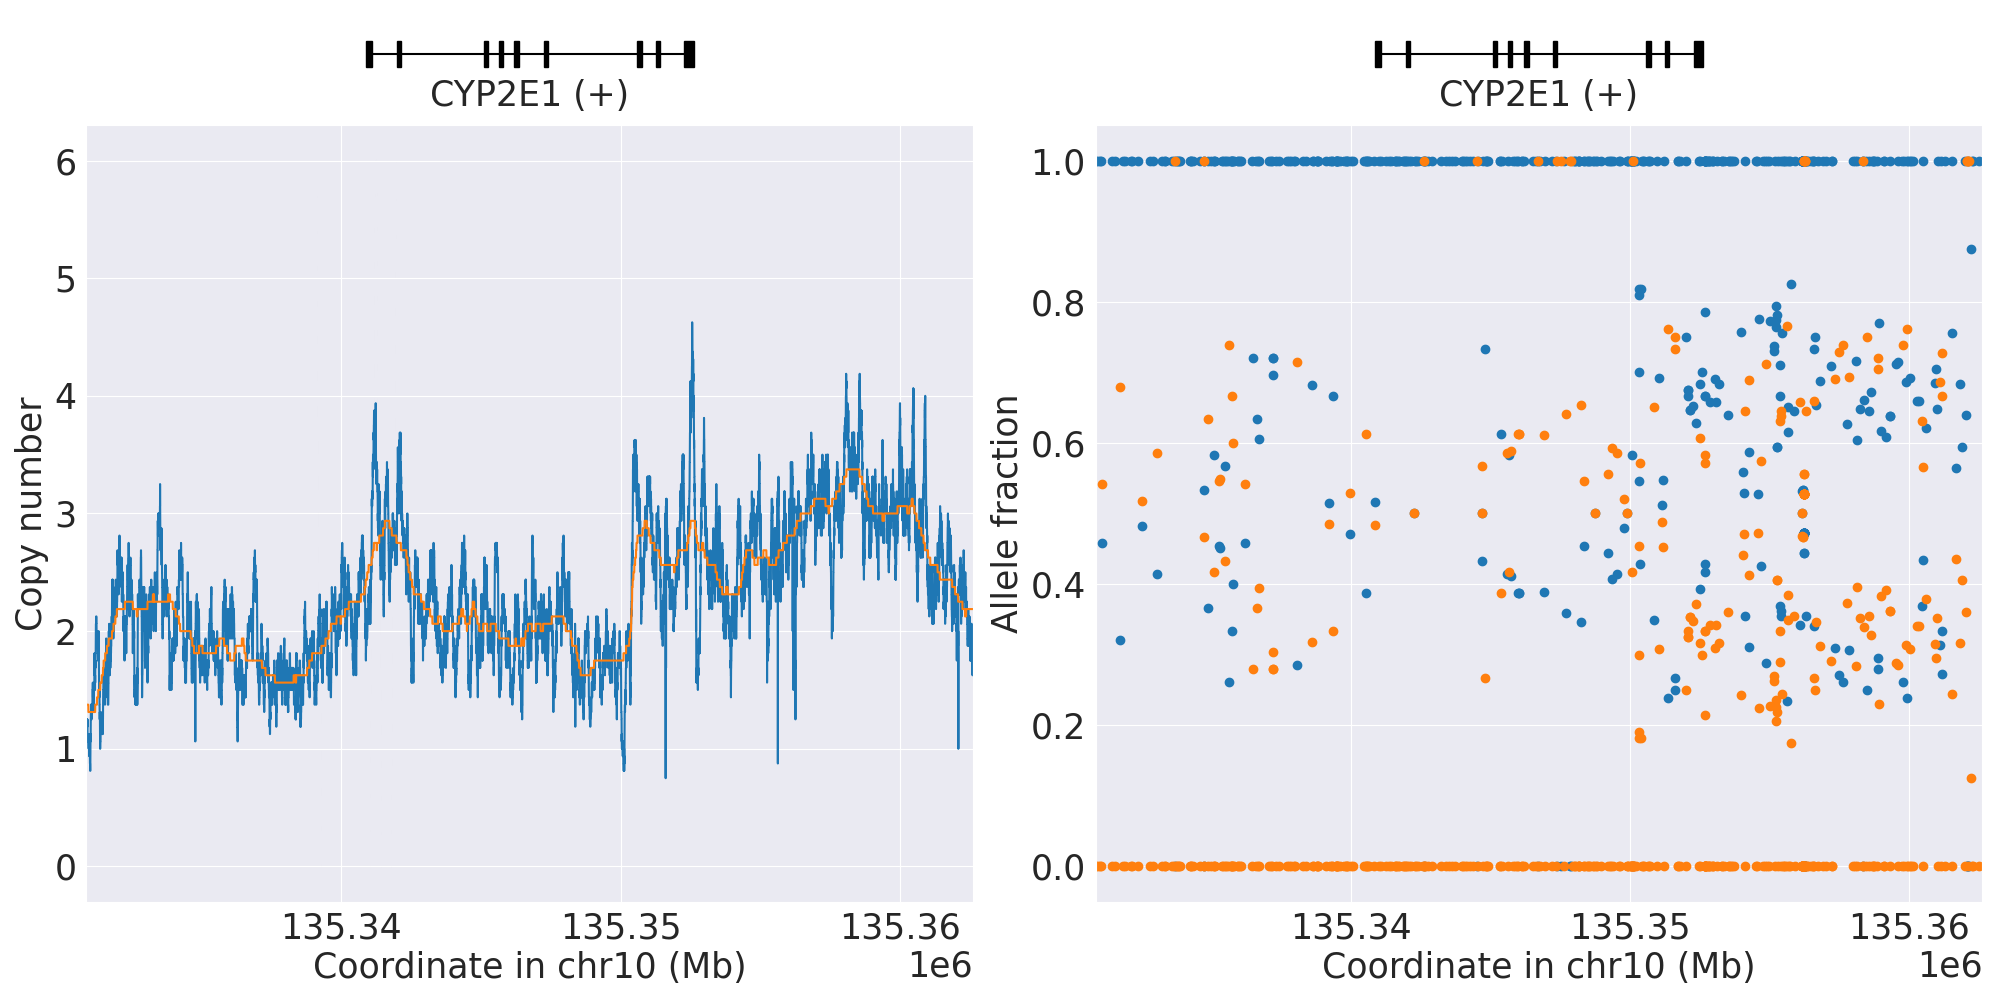 CYP2E1 (+)
6
5
4
3
2
1
0
Copy number
135.34
135.35
135.36
Coordinate in chr10 (Mb)
1e6
CYP2E1 (+)
1.0
0.8
0.6
0.4
0.2
0.0
Allele fraction
135.34
135.35
135.36
Coordinate in chr10 (Mb)
1e6